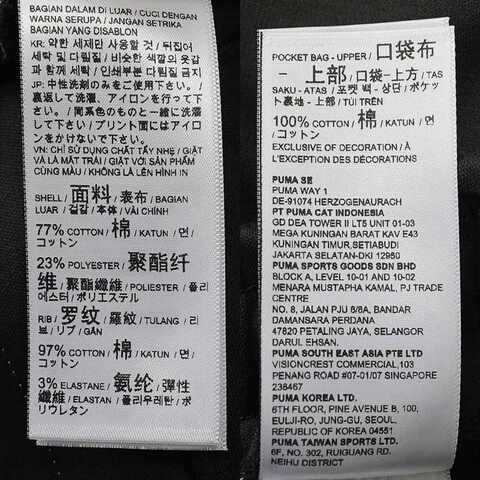 BAGIAN DALAM DI LUAR / CUCI DENGAN
WARNA SERUPA / JANGAN SETRIKA
BAGIAN YANG DISABLON
KR: 약한 세제만 사용할 것 / 뒤집어
세탁 및 다림질 / 비슷한 색깔의 옷감
과 함께 세탁 / 인쇄부분 다림질 금지
JP: 中性洗剤のみをご使用下さい。/
裏返して洗濯、アイロンを行って下
さい。/ 同系色のものと一緒に洗濯
して下さい / プリント面にはアイロ
ンをかけないで下さい。
VN: CHỈ SỬ DỤNG CHẤT TẨY NHẸ / GIẶT
VÀ LÀ MẶT TRÁI / GIẶT VỚI SẢN PHẨM
CÙNG MÀU / KHÔNG LÀ LÊN HÌNH IN
SHELL / 面料 / 表布 / BAGIAN
LUAR / 겉감 / 本体 / VẢI CHÍNH
77% COTTON / 棉 / KATUN / 면 /
コットン
23% POLYESTER / 聚酯纤
维 / 聚酯纖維 / POLIESTER / 폴리
에스터 / ポリエステル
RIB / 罗纹 / 羅紋 / TULANG / 리
브 / リブ / GÂN
97% COTTON / 棉 / KATUN / 면 /
コットン
3% ELASTANE / 氨纶 / 彈性
纖維 / ELASTAN / 폴리우레탄 / ポ
リウレタン
POCKET BAG - UPPER / 口袋布
- 上部 / 口袋-上方 / TAS
SAKU - ATAS / 포켓 백 - 상단 / ポケッ
ト裏地 - 上部 / TÚI TRÊN
100% COTTON / 棉 / KATUN / 면
/ コットン
EXCLUSIVE OF DECORATION / À
L'EXCEPTION DES DÉCORATIONS
PUMA SE
PUMA WAY 1
DE-91074 HERZOGENAURACH
PT PUMA CAT INDONESIA
GD DEA TOWER II LT5 UNIT 01-03
MEGA KUNINGAN BARAT KAV E43
KUNINGAN TIMUR,SETIABUDI
JAKARTA SELATAN-DKI 12950
PUMA SPORTS GOODS SDN BHD
BLOCK A, LEVEL 10-01 AND 10-02
MENARA MUSTAPHA KAMAL, PJ TRADE
CENTRE
NO. 8, JALAN PJU 8/8A, BANDAR
DAMANSARA PERDANA
47820 PETALING JAYA, SELANGOR
DARUL EHSAN.
PUMA SOUTH EAST ASIA PTE LTD
VISIONCREST COMMERCIAL,103
PENANG ROAD #07-01/07 SINGAPORE
238467
PUMA KOREA LTD.
6TH FLOOR, PINE AVENUE B, 100,
EULJI-RO, JUNG-GU, SEOUL,
REPUBLIC OF KOREA 04551
PUMA TAIWAN SPORTS LTD.
6F, NO. 302, RUIGUANG RD.
NEIHU DISTRICT